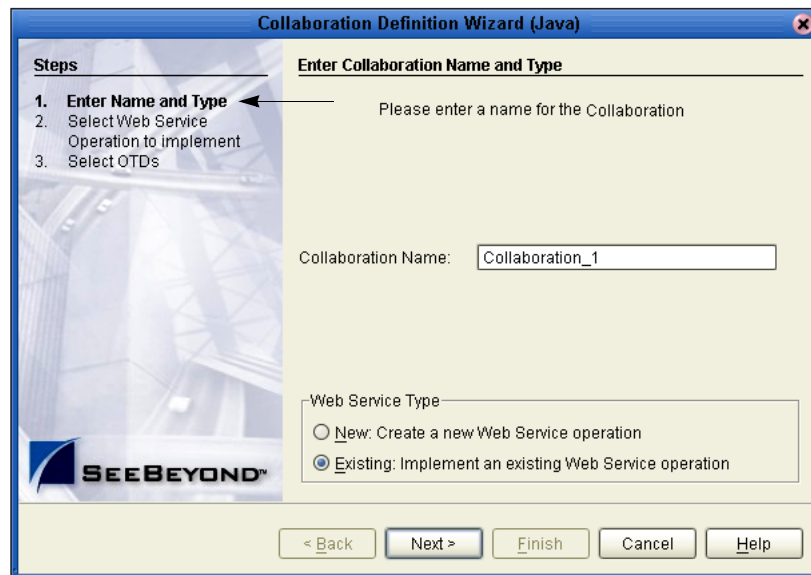 Collaboration Definition Wizard (Java)
Steps
1. Enter Name and Type
2. Select Web Service
Operation to implement
3. Select OTDs
SEEBEYOND™
Enter Collaboration Name and Type
Please enter a name for the Collaboration
Collaboration Name: Collaboration_1
Web Service Type
New: Create a new Web Service operation
Existing: Implement an existing Web Service operation
< Back Next > Finish Cancel Help